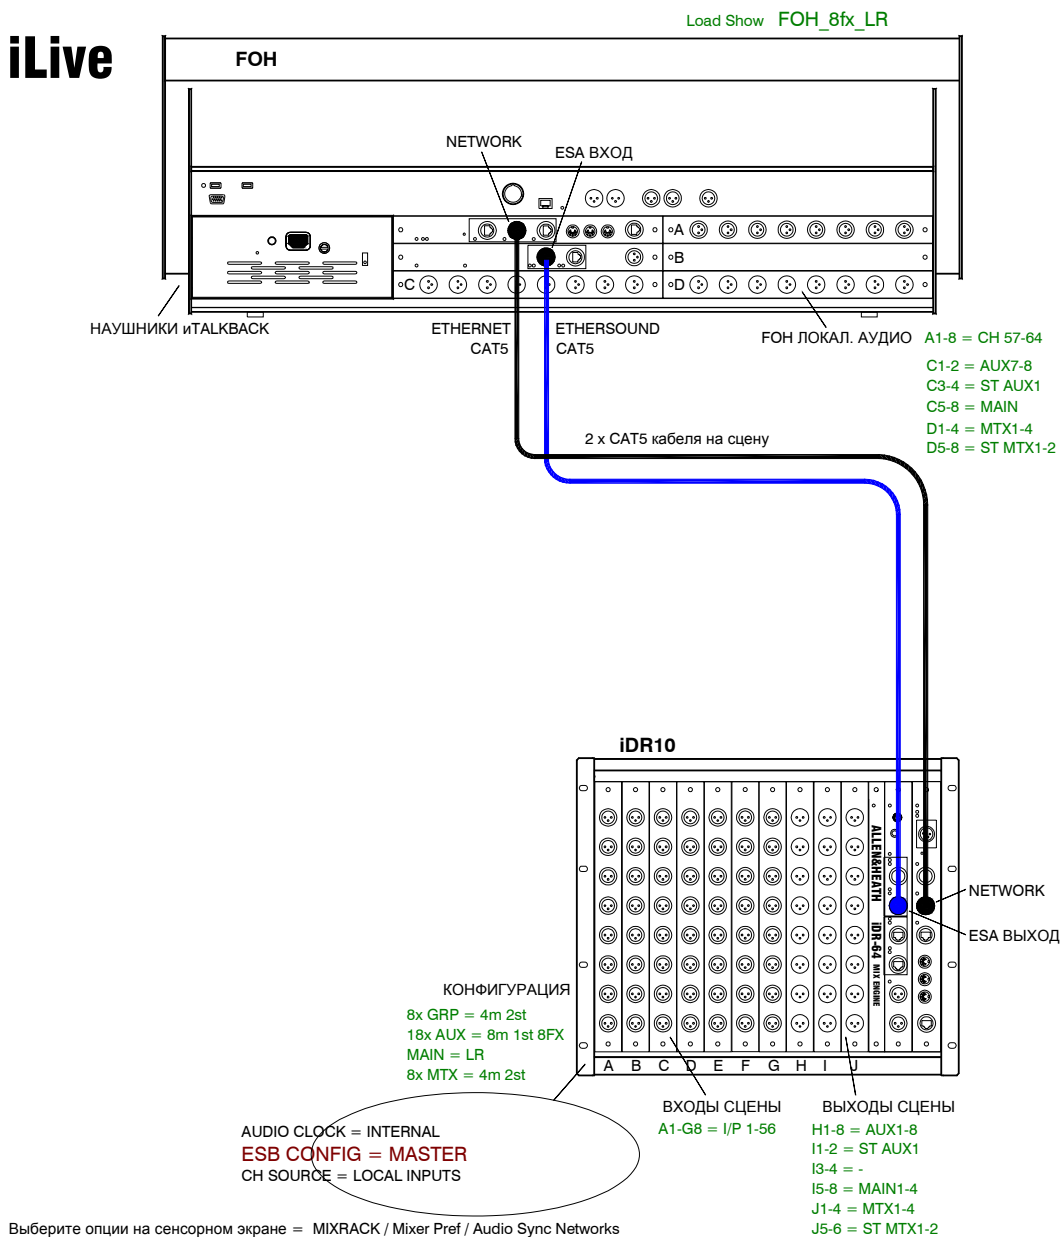 Load Show FOH_8fx_LR
iLive
FOH
NETWORK
ESA ВХОД
A
B
C
D
НАУШНИКИ иTALKBACK
ETHERNET
CAT5
ETHERSOUND
CAT5
FOH ЛОКАЛ. АУДИО
A1-8 = CH 57-64
C1-2 = AUX7-8
C3-4 = ST AUX1
C5-8 = MAIN
D1-4 = MTX1-4
D5-8 = ST MTX1-2
2 x CAT5 кабеля на сцену
iDR10
ALLEN&HEATH
iDR-64 MIX ENGINE
NETWORK
ESA ВЫХОД
КОНФИГУРАЦИЯ
8x GRP = 4m 2st
18x AUX = 8m 1st 8FX
MAIN = LR
8x MTX = 4m 2st
A B C D E F G H I J
ВХОДЫ СЦЕНЫ
A1-G8 = I/P 1-56
ВЫХОДЫ СЦЕНЫ
H1-8 = AUX1-8
I1-2 = ST AUX1
I3-4 = -
I5-8 = MAIN1-4
J1-4 = MTX1-4
J5-6 = ST MTX1-2
AUDIO CLOCK = INTERNAL
ESB CONFIG = MASTER
CH SOURCE = LOCAL INPUTS
Выберите опции на сенсорном экране = MIXRACK / Mixer Pref / Audio Sync Networks